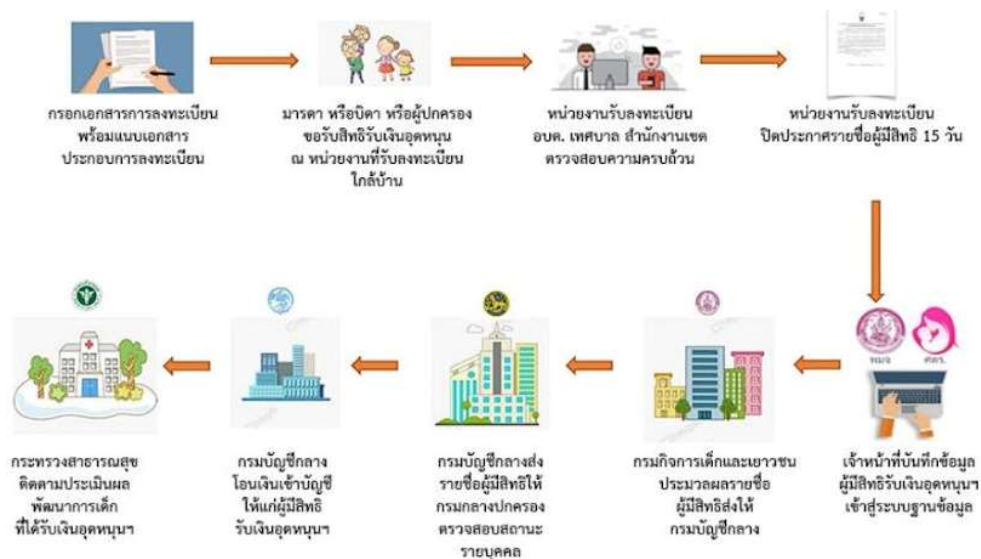 กรอกเอกสารการลงทะเบียน
พร้อมแนบเอกสาร
ประกอบการลงทะเบียน
มารดา หรือบิดา หรือผู้ปกครอง
ขอรับสิทธิรับเงินอุดหนุน
ณ หน่วยงานที่รับลงทะเบียน
ใกล้บ้าน
หน่วยงานรับลงทะเบียน
อบต. เทศบาล สำนักงานเขต
ตรวจสอบความครบถ้วน
หน่วยงานรับลงทะเบียน
ปิดประกาศรายชื่อผู้มีสิทธิ 15 วัน
พมจ
ศดร.
เจ้าหน้าที่บันทึกข้อมูล
ผู้มีสิทธิรับเงินอุดหนุนฯ
เข้าสู่ระบบฐานข้อมูล
กรมกิจการเด็กและเยาวชน
ประมวลผลรายชื่อ
ผู้มีสิทธิส่งให้
กรมบัญชีกลาง
กรมบัญชีกลางส่ง
รายชื่อผู้มีสิทธิให้
กรมกลางปกครอง
ตรวจสอบสถานะ
รายบุคคล
กรมบัญชีกลาง
โอนเงินเข้าบัญชี
ให้แก่ผู้มีสิทธิ
รับเงินอุดหนุนฯ
กระทรวงสาธารณสุข
ติดตามประเมินผล
พัฒนาการเด็ก
ที่ได้รับเงินอุดหนุนฯ